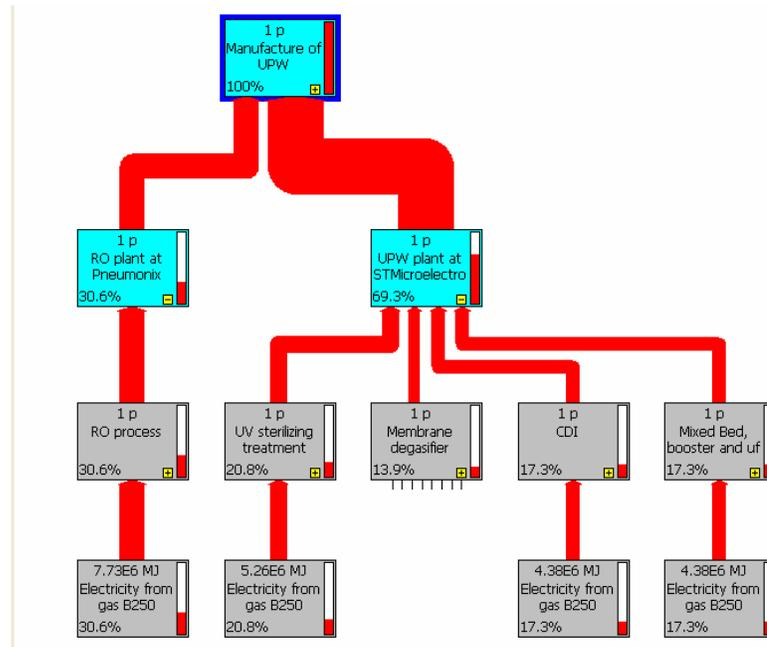 1 p
Manufacture of
UPW
100%
1 p
RO plant at
Pneumonix
30.6%
1 p
UPW plant at
STMicroelectro
69.3%
1 p
RO process
30.6%
1 p
UV sterilizing
treatment
20.8%
1 p
Membrane
degasifier
13.9%
1 p
CDI
17.3%
1 p
Mixed Bed,
booster and uf
17.3%
7.73E6 MJ
Electricity from
gas B250
30.6%
5.26E6 MJ
Electricity from
gas B250
20.8%
4.38E6 MJ
Electricity from
gas B250
17.3%
4.38E6 MJ
Electricity from
gas B250
17.3%